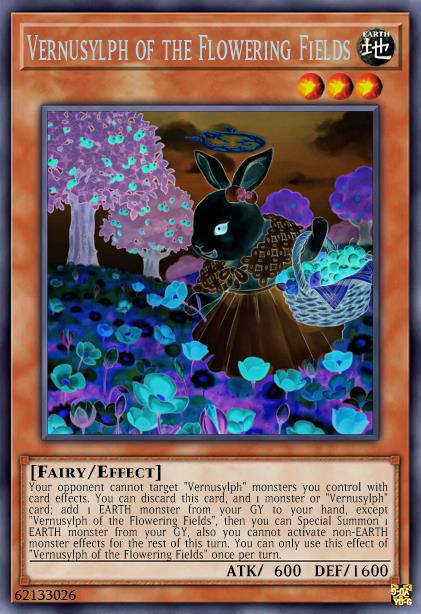 VERNUSYLPH OF THE FLOWERING FIELDS
EARTH
地
[FAIRY/EFFECT]
Your opponent cannot target "Vernusylph" monsters you control with
card effects. You can discard this card, and 1 monster or "Vernusylph"
card; add 1 EARTH monster from your GY to your hand, except
"Vernusylph of the Flowering Fields", then you can Special Summon 1
EARTH monster from your GY, also you cannot activate non-EARTH
monster effects for the rest of this turn. You can only use this effect of
"Vernusylph of the Flowering Fields" once per turn.
ATK/ 600 DEF/1600
62133026